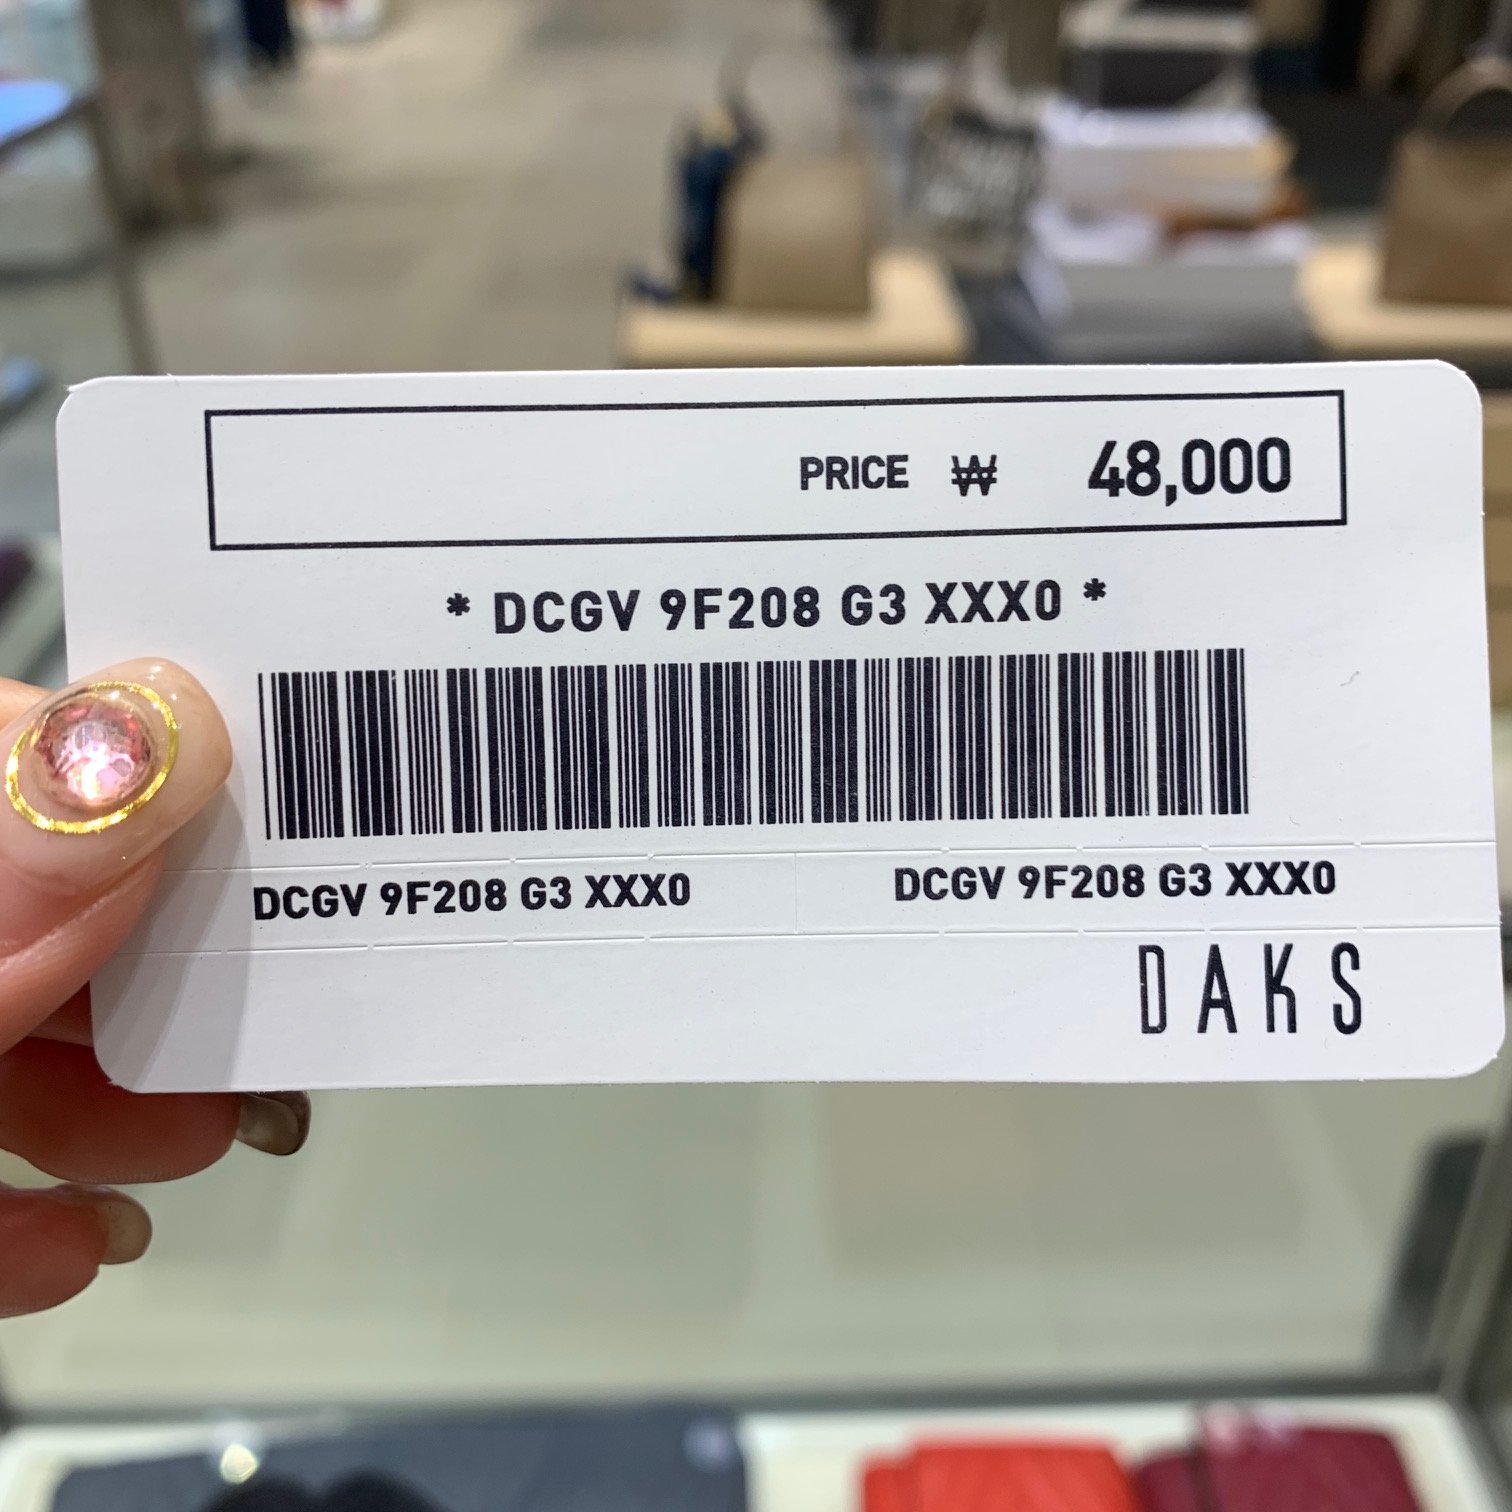 PRICE ₩ 48,000
* DCGV 9F208 G3 XXX0 *
DCGV 9F208 G3 XXX0 DCGV 9F208 G3 XXX0
DAKS